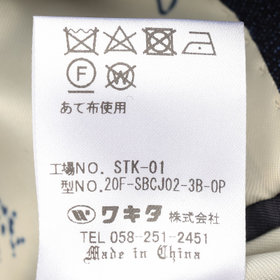 F
W
あて布使用
工場NO. STK-01
型NO. 20F-SBCJ02-3B-OP
ワキタ 株式会社
TEL 058-251-2451
Made in China